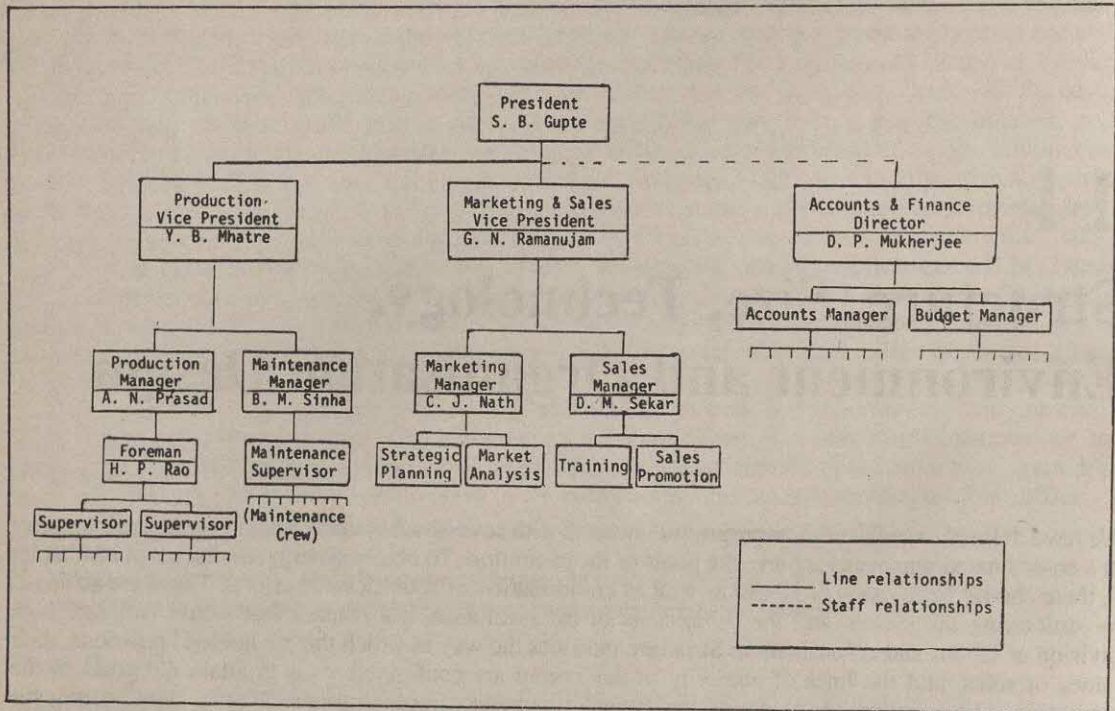 President
S. B. Gupte
Production
Vice President
Y. B. Mhatre
Marketing & Sales
Vice President
G. N. Ramanujam
Accounts & Finance
Director
D. P. Mukherjee
Accounts Manager
Budget Manager
Production
Manager
A. N. Prasad
Maintenance
Manager
B. M. Sinha
Marketing
Manager
C. J. Nath
Sales
Manager
D. M. Sekar
Foreman
H. P. Rao
Maintenance
Supervisor
Strategic
Planning
Market
Analysis
Training
Sales
Promotion
Supervisor
Supervisor
(Maintenance
Crew)
Line relationships
Staff relationships